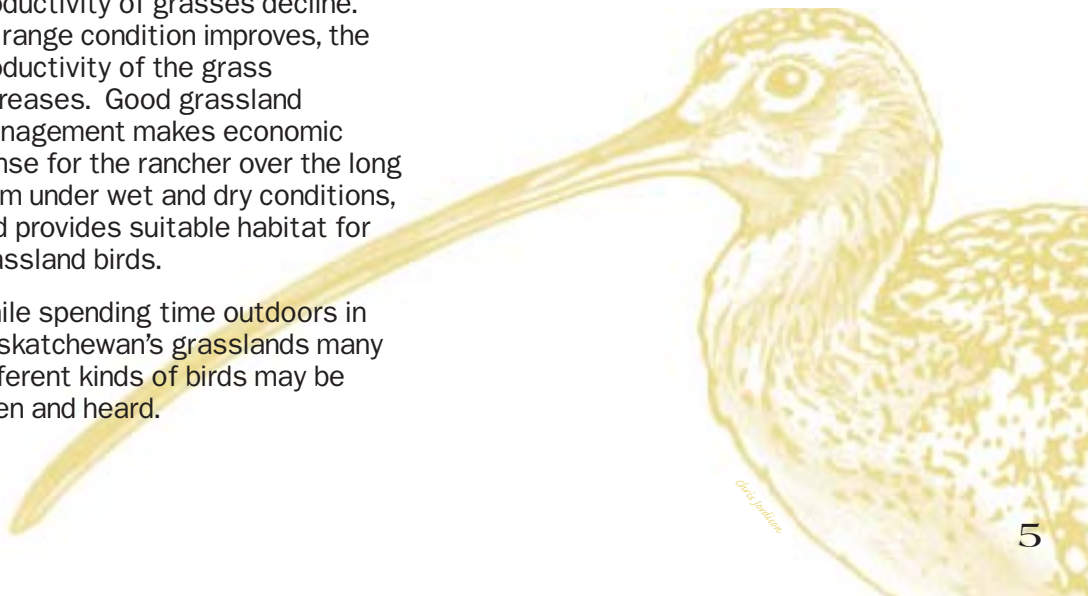 oductivity of grasses decline.
range condition improves, the
oductivity of the grass
reases. Good grassland
nagement makes economic
nse for the rancher over the long
m under wet and dry conditions,
d provides suitable habitat for
assland birds.
ile spending time outdoors in
skatchewan’s grasslands many
ferent kinds of birds may be
en and heard.
Chris Jordison
5